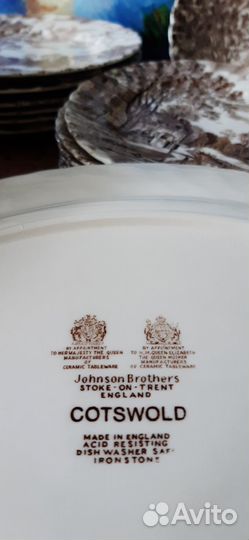 BY APPOINTMENT
TO HER MAJESTY THE QUEEN
MANUFACTURERS
OF
CERAMIC TABLEWARE
BY APPOINTMENT
TO H.M. QUEEN ELIZABETH
THE QUEEN MOTHER
MANUFACTURERS OF
CERAMIC TABLEWARE
Johnson Brothers
STOKE - ON - TRENT
ENGLAND
COTSWOLD
MADE IN ENGLAND
ACID RESISTING
DISH WASHER SAF
IRONSTONE
Avito